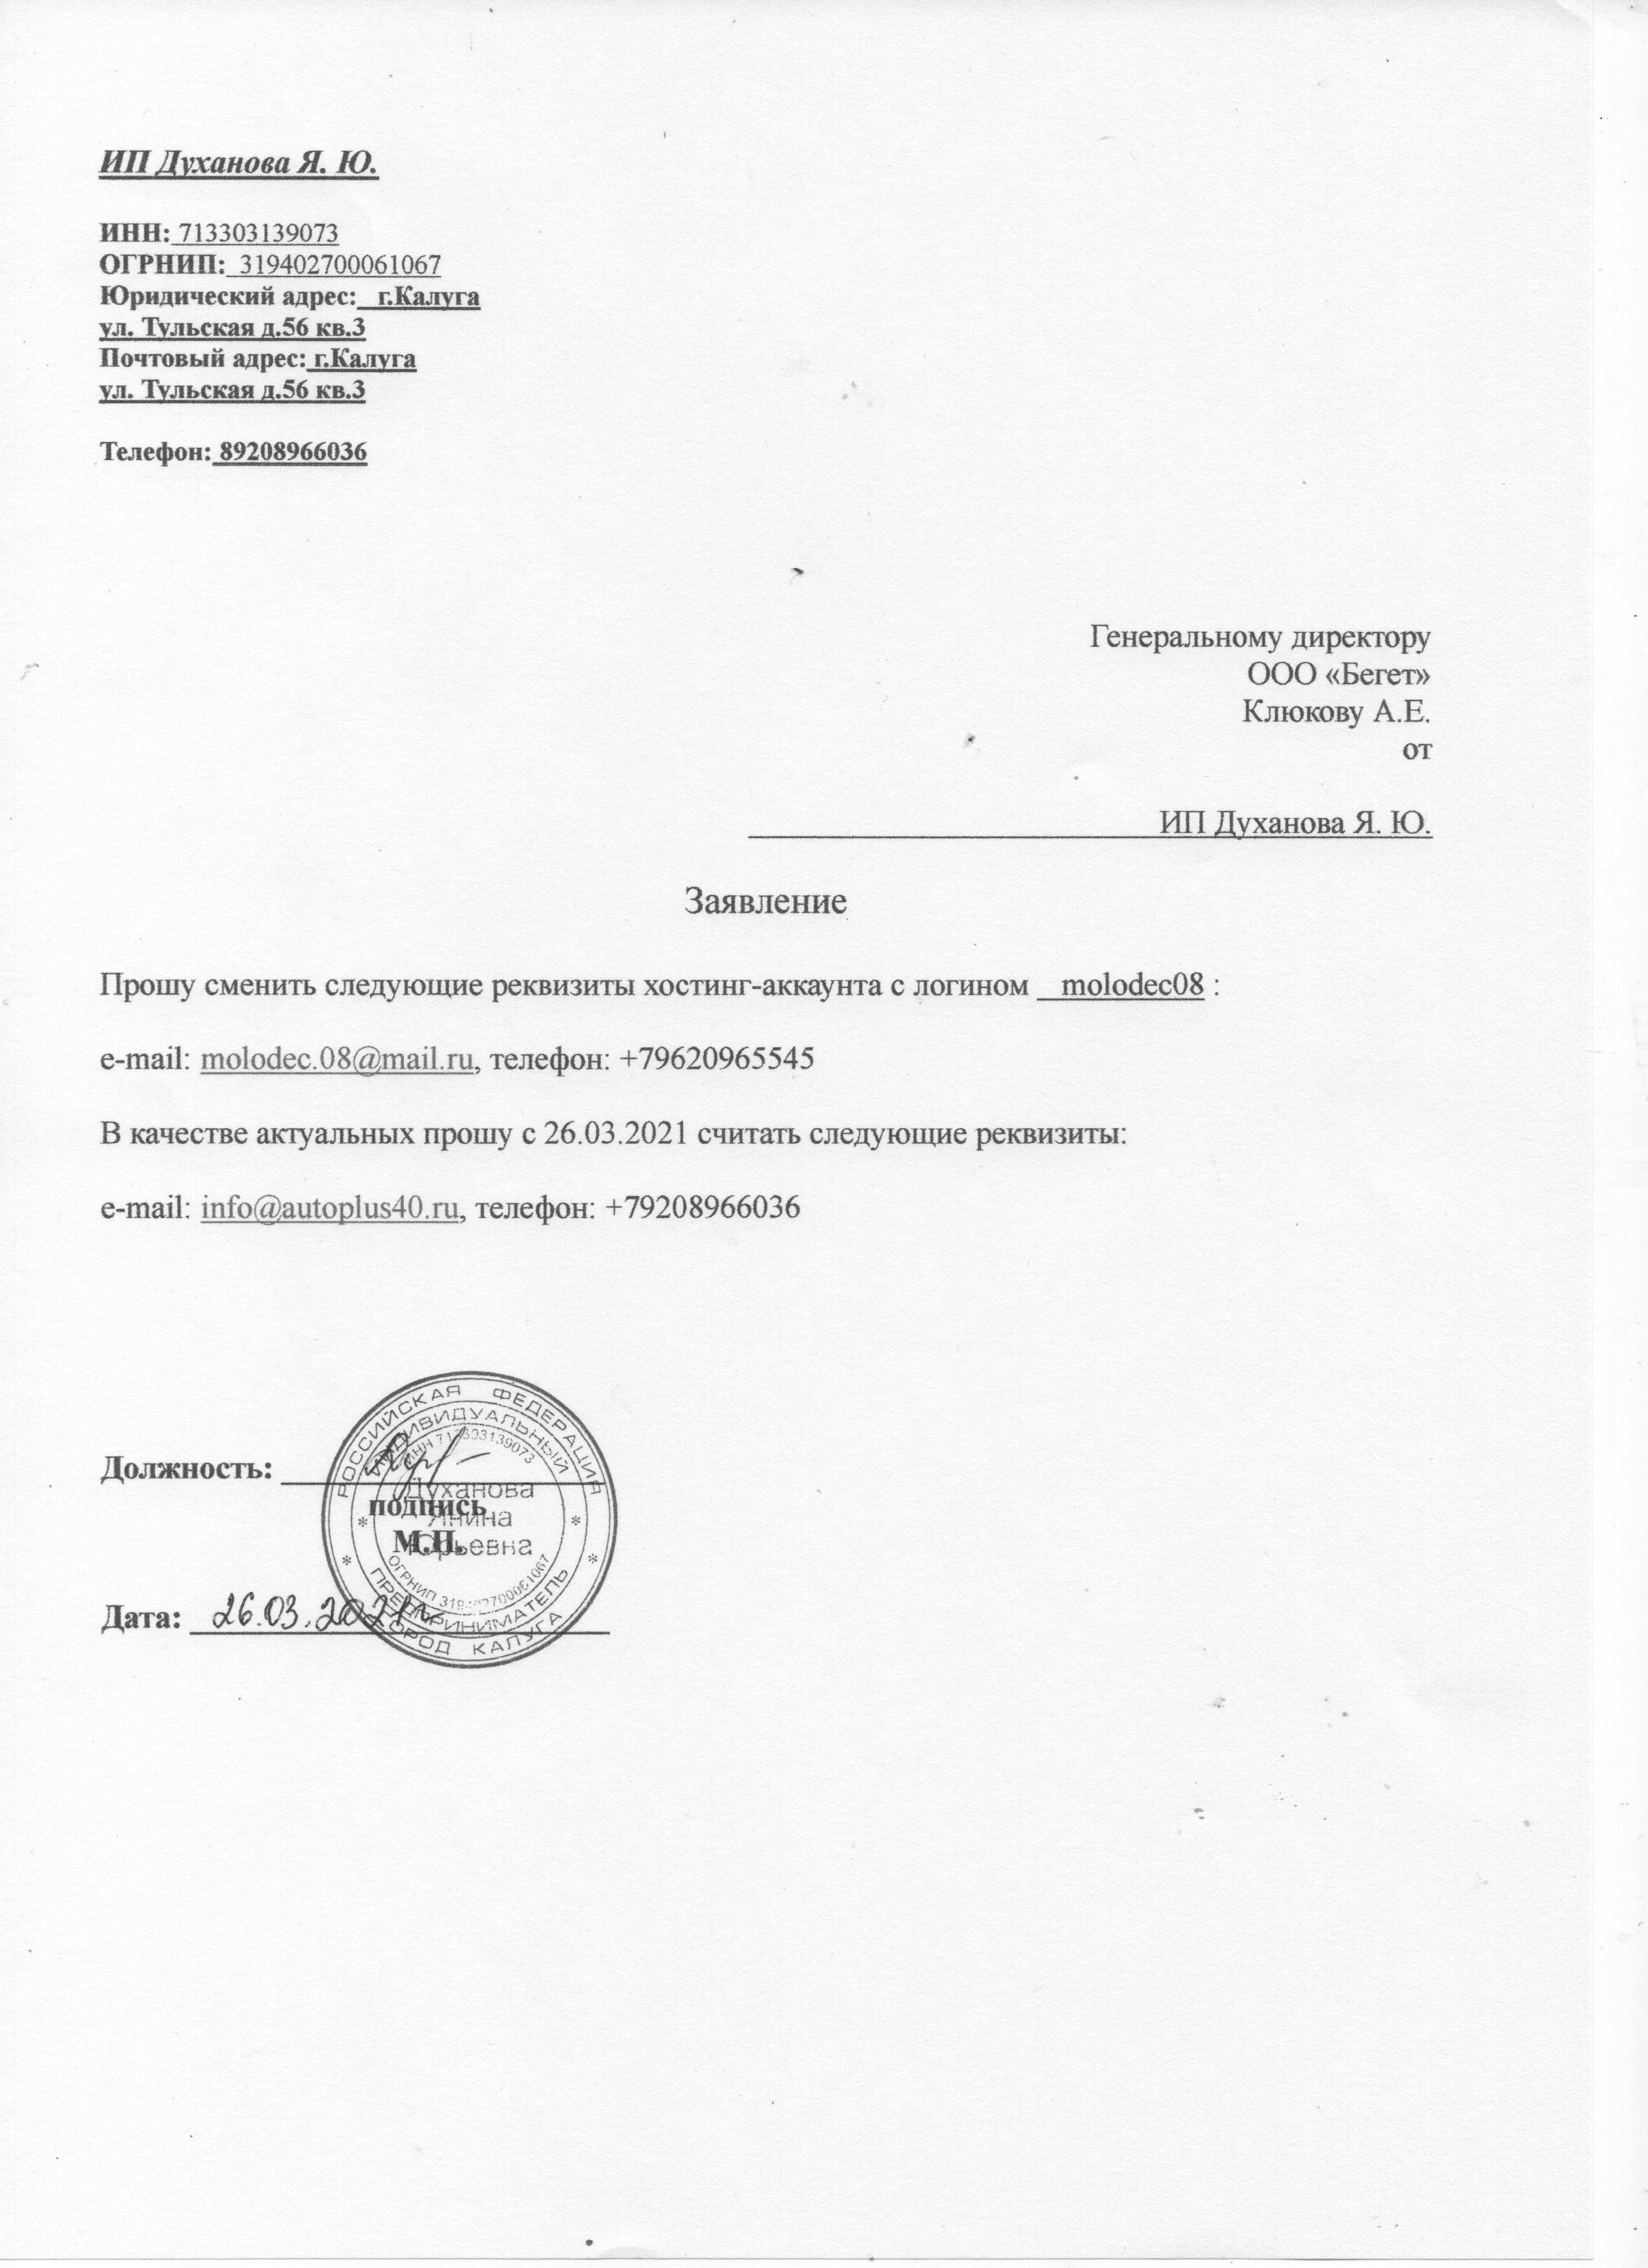 ИП Духанова Я. Ю.
ИНН: 713303139073
ОГРНИП: 319402700061067
Юридический адрес: г.Калуга
ул. Тульская д.56 кв.3
Почтовый адрес: г.Калуга
ул. Тульская д.56 кв.3
Телефон: 89208966036
Генеральному директору
ООО «Бегет»
Клюкову А.Е.
от
ИП Духанова Я. Ю.
Заявление
Прошу сменить следующие реквизиты хостинг-аккаунта с логином molodec08 :
e-mail: molodec.08@mail.ru, телефон: +79620965545
В качестве актуальных прошу с 26.03.2021 считать следующие реквизиты:
e-mail: info@autoplus40.ru, телефон: +79208966036
Должность:
подпись
М.П.
Дата: 26.03.2021г
РОССИЙСКАЯ ФЕДЕРАЦИЯ
ИНДИВИДУАЛЬНЫЙ
ИНН 713303139073
Духанова
Янина
Юрьевна
ОГРНИП 319402700061067
ПРЕДПРИНИМАТЕЛЬ
ГОРОД КАЛУГА